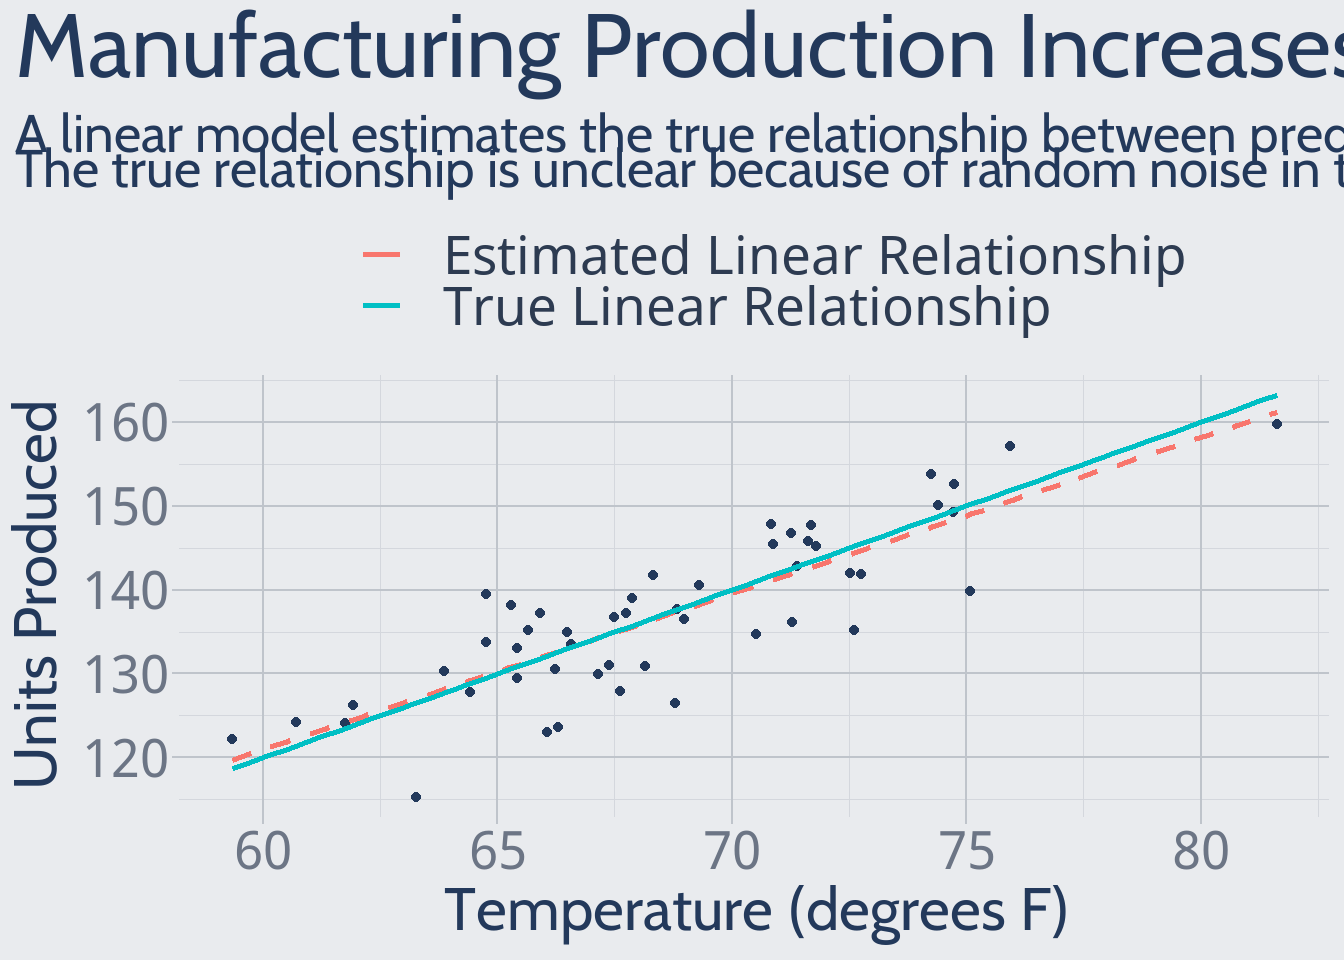 Manufacturing Production Increases
A linear model estimates the true relationship between
The true relationship is unclear because of random noise in
Estimated Linear Relationship
True Linear Relationship
Units Produced
160
150
140
130
120
60 65 70 75 80
Temperature (degrees F)